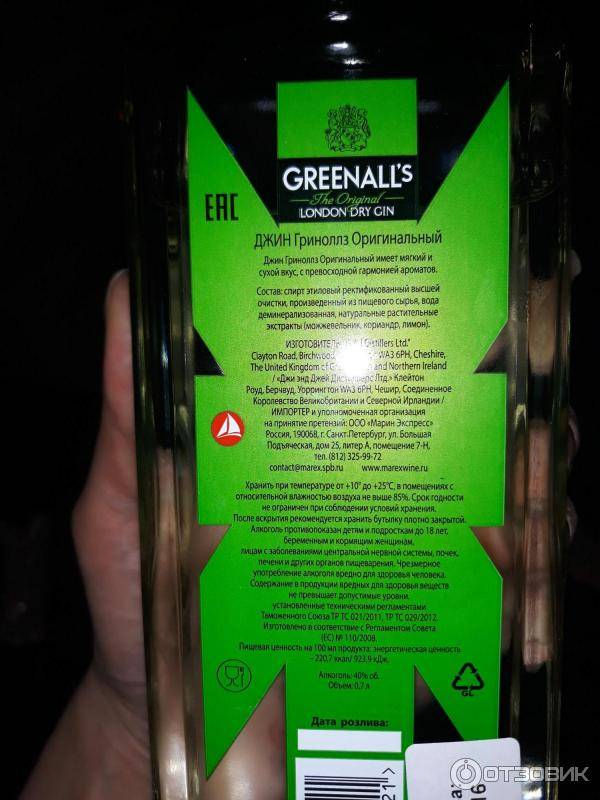 GREENALL'S
The Original
LONDON DRY GIN
EAC
ДЖИН Гриноллз Оригинальный
Джин Гриноллз Оригинальный имеет мягкий и
сухой вкус, с превосходной гармонией ароматов.
Состав: спирт этиловый ректификованный высшей
очистки, произведенный из пищевого сырья, вода
деминерализованная, натуральные растительные
экстракты (можжевельник, кориандр, лимон).
ИЗГОТОВИТЕЛЬ: Distillers Ltd."
Clayton Road, Birchwood, WA3 6PH, Cheshire,
The United Kingdom of and Northern Ireland
/ «Джи энд Джей Дистиллерс Лтд.» Клейтон
Роуд, Берчвуд, Уоррингтон WA3 6PH, Чешир, Соединенное
Королевство Великобритании и Северной Ирландии /
ИМПОРТЕР и уполномоченная организация
на принятие претензий: ООО «Марин Экспресс»
Россия, 190068, г. Санкт-Петербург, ул. Большая
Подъяческая, дом 25, литер А, помещение 7-Н,
тел. (812) 325-99-72
contact@marex.spb.ru www.marexwine.ru
Хранить при температуре от +10° до +25°С, в помещениях с
относительной влажностью воздуха не выше 85%. Срок годности
не ограничен при соблюдении условий хранения.
После вскрытия рекомендуется хранить бутылку плотно закрытой.
Алкоголь противопоказан детям и подросткам до 18 лет,
беременным и кормящим женщинам,
лицам с заболеваниями центральной нервной системы, почек,
печени и других органов пищеварения. Чрезмерное
употребление алкоголя вредно для здоровья человека.
Содержание в продукции вредных для здоровья веществ
не превышает допустимые уровни,
установленные техническими регламентами
Таможенного Союза ТР ТС 021/2011, ТР ТС 029/2012.
Изготовлено в соответствии с Регламентом Совета
(ЕС) № 110/2008.
Пищевая ценность на 100 мл продукта: энергетическая ценность
– 220,7 ккал/ 923,9 кДж.
Алкоголь: 40% об.
Объем: 0,7 л
GL
Дата розлива:
21>
ОТЗОВИК